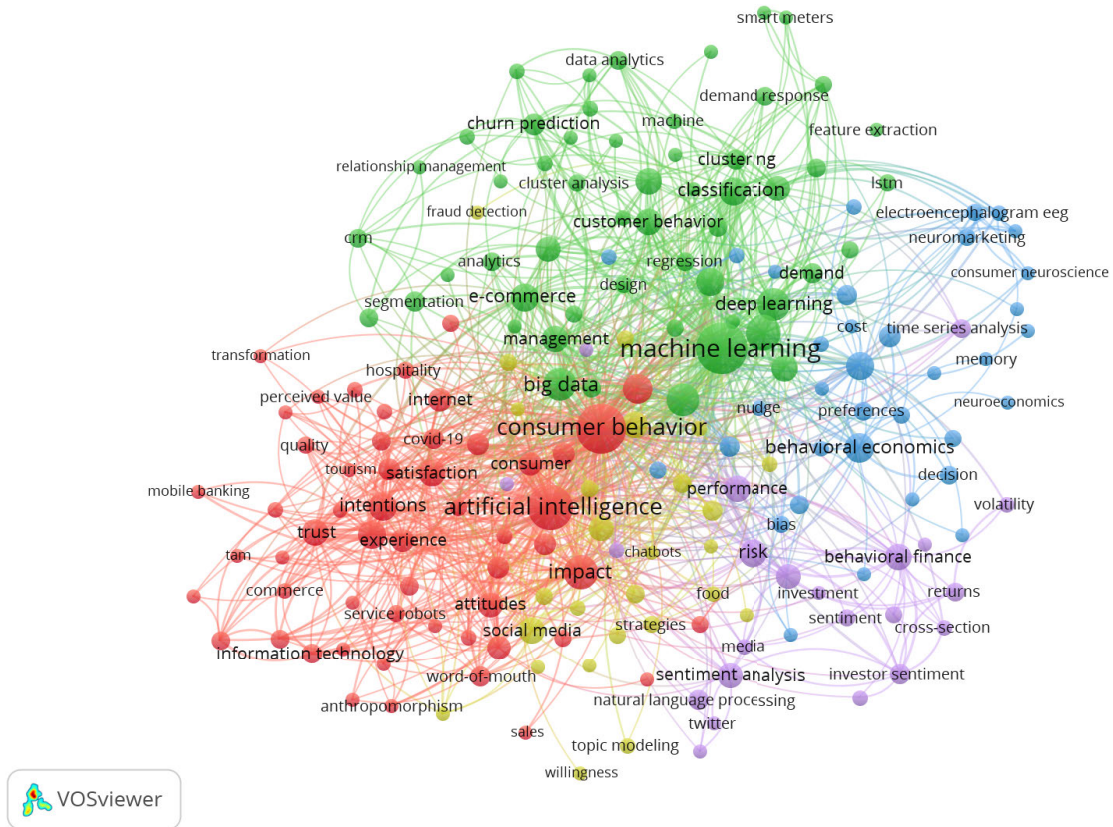 smart meters
data analytics
demand response
churn prediction
machine
feature extraction
relationship management
clustering
cluster analysis
classification
lstm
fraud detection
customer behavior
electroencephalogram eeg
crm
neuromarketing
analytics
regression
design
demand
consumer neuroscience
segmentation
e-commerce
deep learning
cost
time series analysis
management
machine learning
transformation
hospitality
memory
big data
perceived value
internet
nudge
preferences
neuroeconomics
consumer behavior
quality
covid-19
behavioral economics
tourism
satisfaction
consumer
decision
mobile banking
performance
artificial intelligence
intentions
volatility
trust
experience
bias
tam
chatbots
risk
behavioral finance
commerce
impact
food
investment
returns
service robots
attitudes
sentiment
cross-section
social media
strategies
information technology
media
word-of-mouth
sentiment analysis
investor sentiment
anthropomorphism
natural language processing
twitter
sales
topic modeling
willingness
VOSviewer